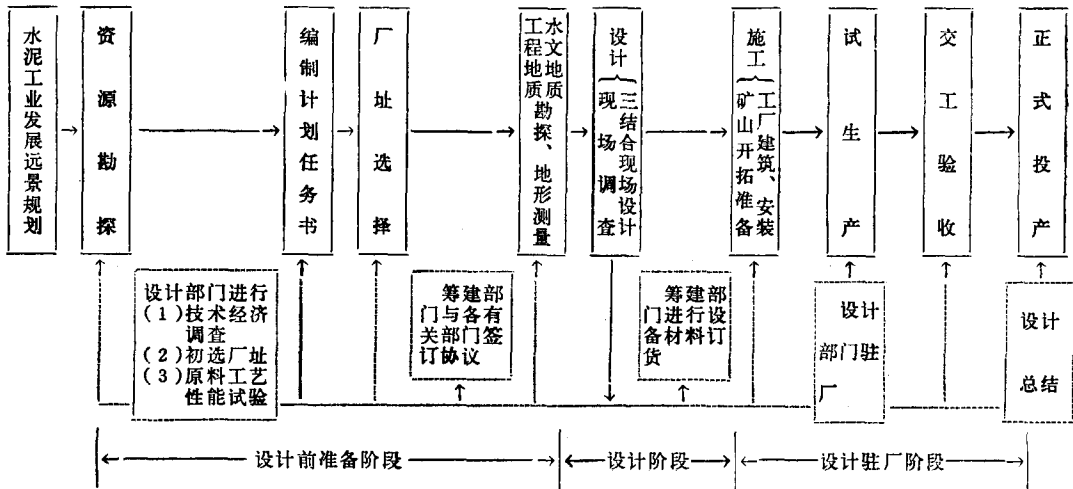 水泥工业发展远景规划
资源勘探
编制计划任务书
厂址选择
水文地质
工程地质
勘探、地形测量
设计
三结合现场设计
现场调查
施工
工厂建筑、安装
矿山开拓准备
试生产
交工验收
正式投产
设计部门进行
(1)技术经济
调查
(2)初选厂址
(3)原料工艺
性能试验
筹建部
门与各有
关部门签
订协议
筹建部
门进行设
备材料订
货
设计
部门驻
厂
设计
总结
设计前准备阶段
设计阶段
设计驻厂阶段